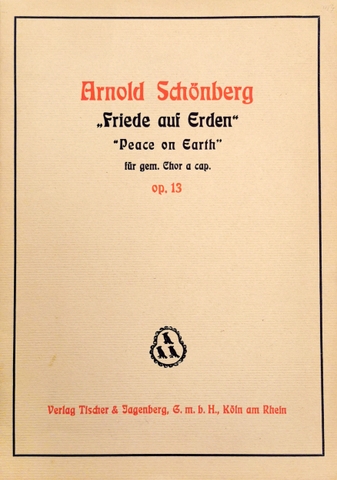 Arnold Schönberg
„Friede auf Erden“
“Peace on Earth”
für gem. Chor a cap.
op. 13
Verlag Tischer & Jagenberg, G. m. b. H., Köln am Rhein